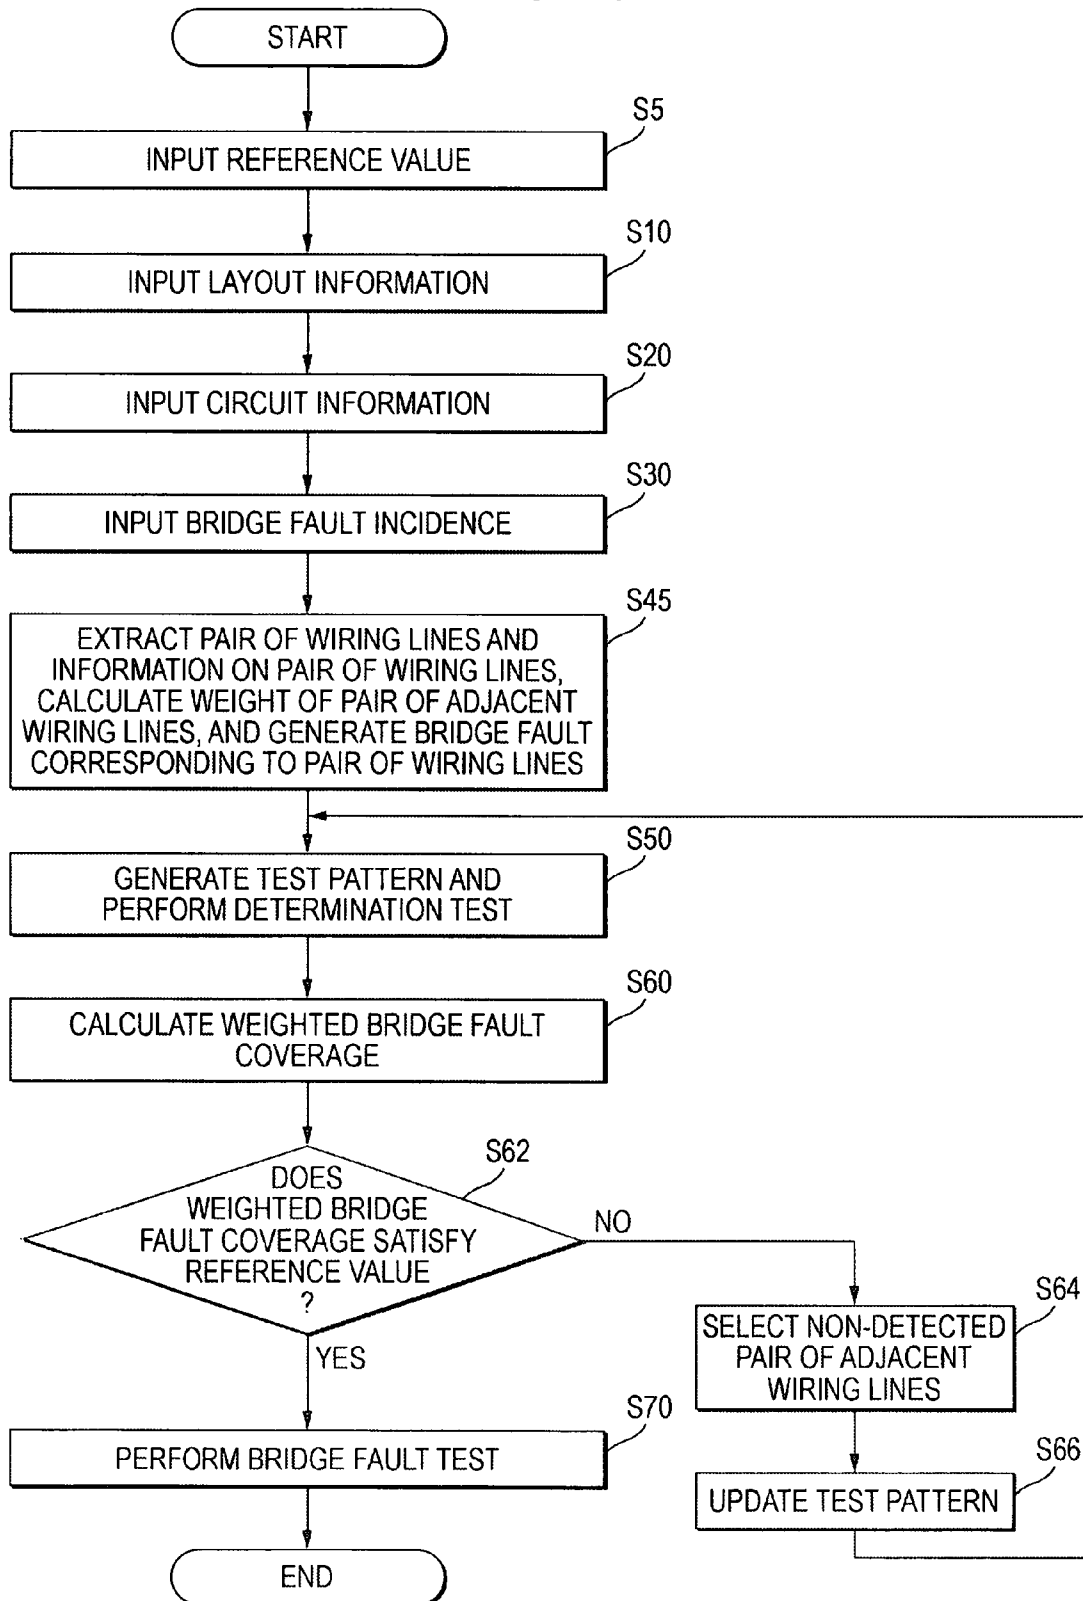 START
S5
INPUT REFERENCE VALUE
S10
INPUT LAYOUT INFORMATION
S20
INPUT CIRCUIT INFORMATION
S30
INPUT BRIDGE FAULT INCIDENCE
S45
EXTRACT PAIR OF WIRING LINES AND
INFORMATION ON PAIR OF WIRING LINES,
CALCULATE WEIGHT OF PAIR OF ADJACENT
WIRING LINES, AND GENERATE BRIDGE FAULT
CORRESPONDING TO PAIR OF WIRING LINES
S50
GENERATE TEST PATTERN AND
PERFORM DETERMINATION TEST
S60
CALCULATE WEIGHTED BRIDGE FAULT
COVERAGE
S62
DOES
WEIGHTED BRIDGE
FAULT COVERAGE SATISFY
REFERENCE VALUE
?
NO
YES
S64
SELECT NON-DETECTED
PAIR OF ADJACENT
WIRING LINES
S66
UPDATE TEST PATTERN
S70
PERFORM BRIDGE FAULT TEST
END